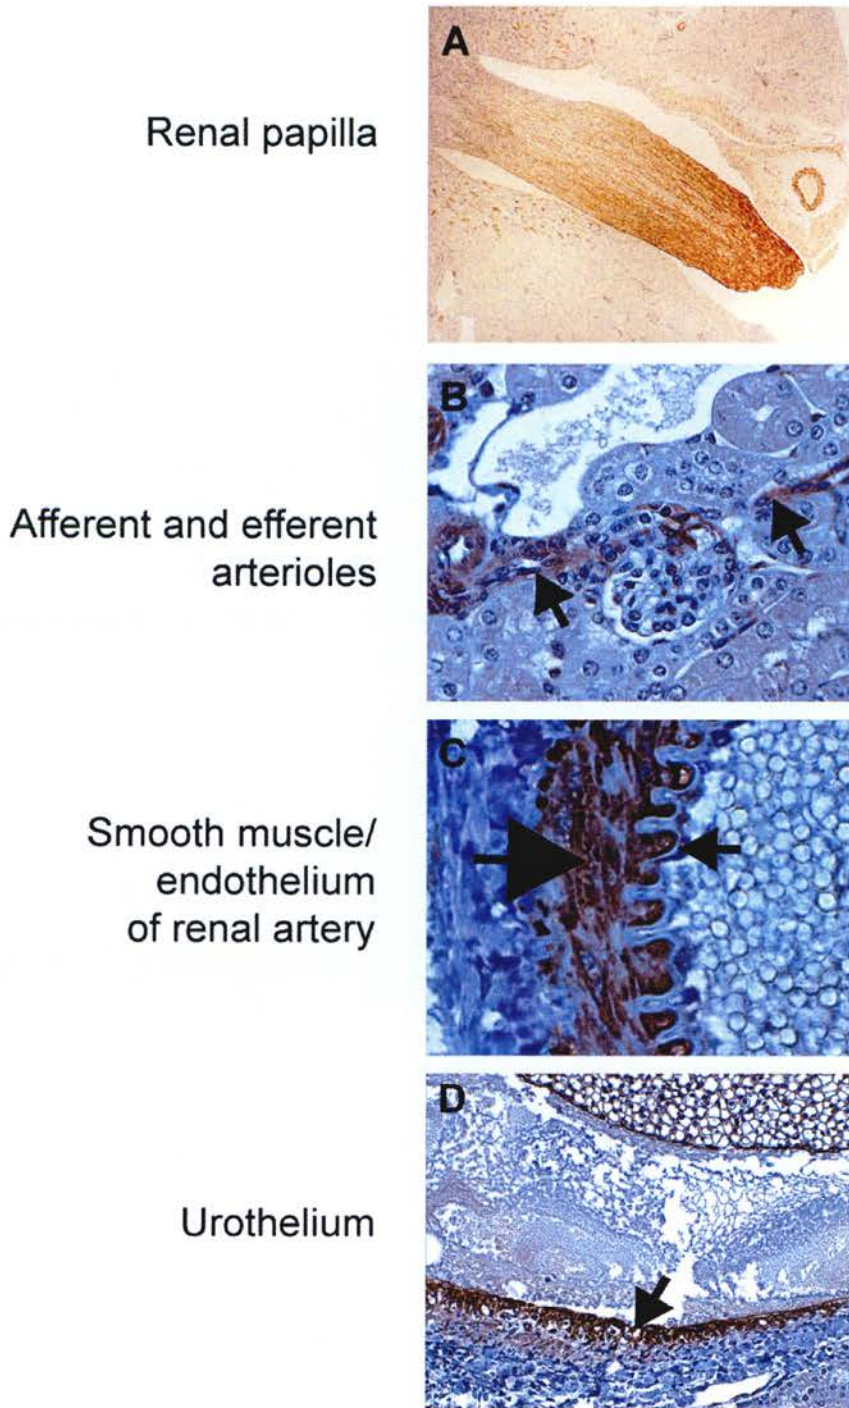 A
Renal papilla
B
Afferent and efferent
arterioles
C
Smooth muscle/
endothelium
of renal artery
D
Urothelium